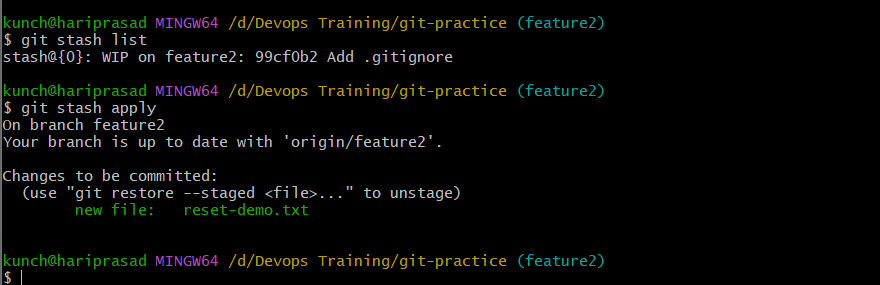 kunch@hariprasad MINGW64 /d/Devops Training/git-practice (feature2)
$ git stash list
stash@{0}: WIP on feature2: 99cf0b2 Add .gitignore
kunch@hariprasad MINGW64 /d/Devops Training/git-practice (feature2)
$ git stash apply
On branch feature2
Your branch is up to date with 'origin/feature2'.
Changes to be committed:
(use "git restore --staged <file>..." to unstage)
new file:   reset-demo.txt
kunch@hariprasad MINGW64 /d/Devops Training/git-practice (feature2)
$